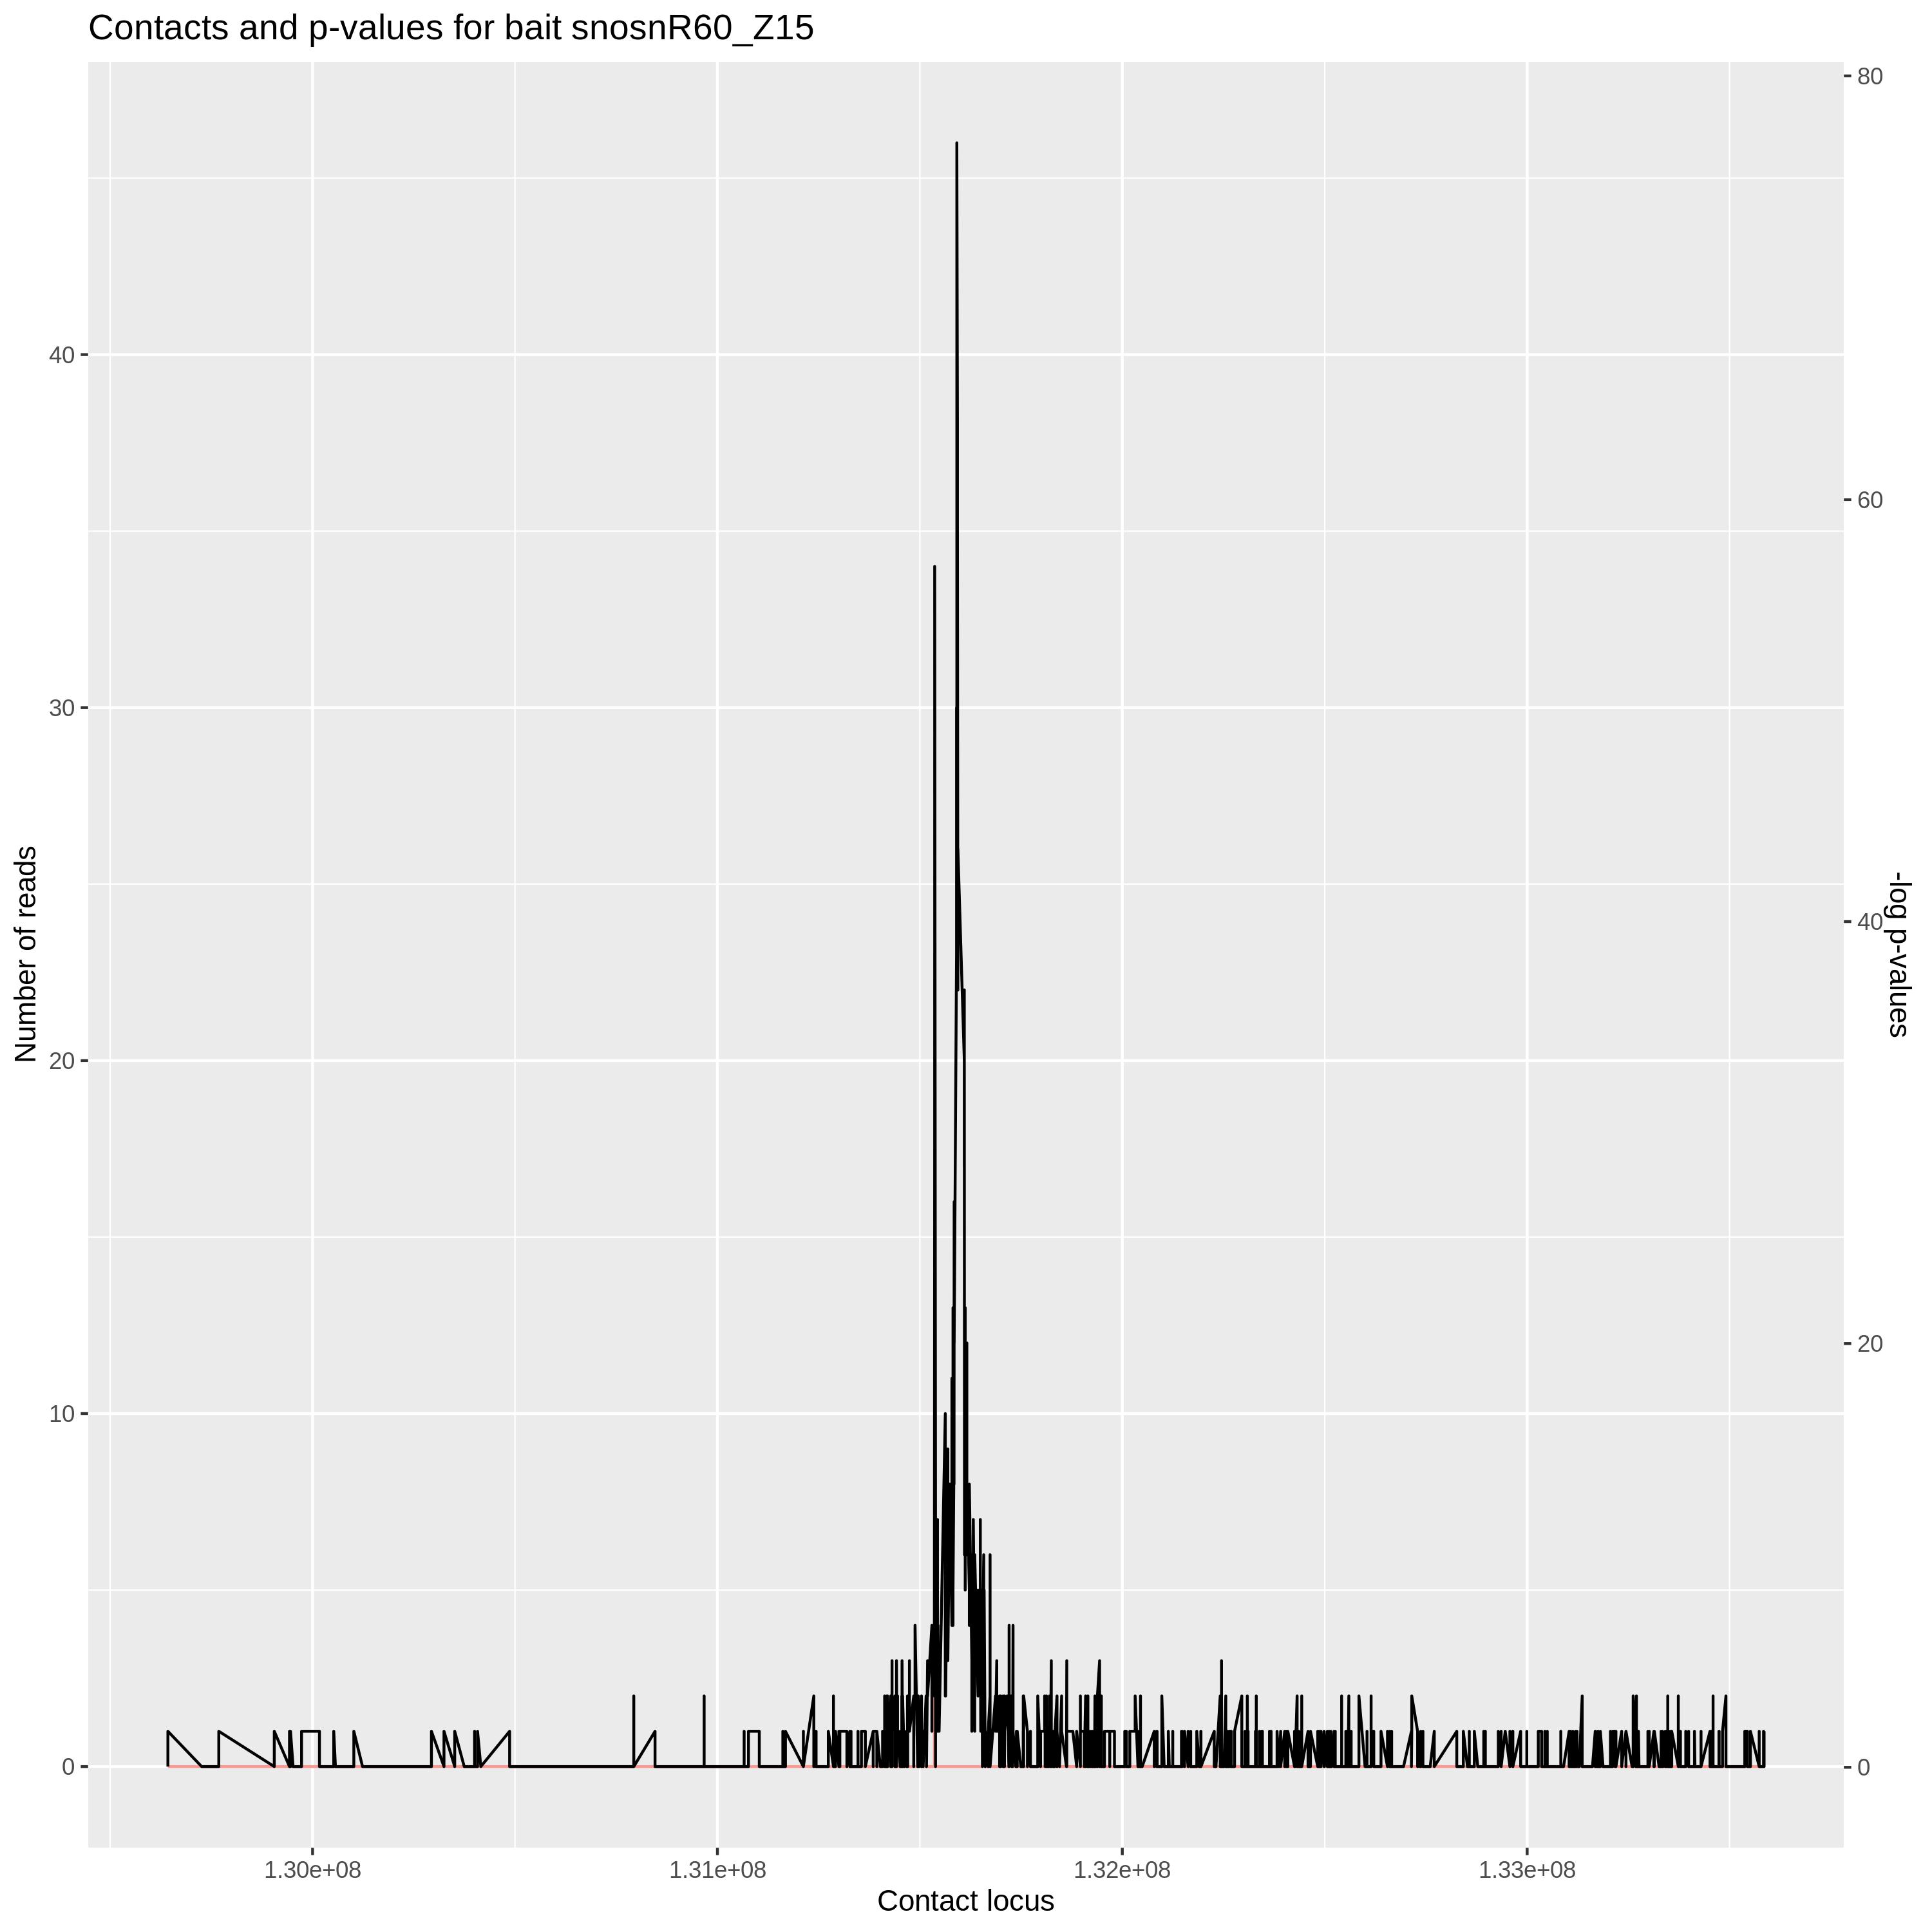 Contacts and p-values for bait snosnR60_Z15
80
60
40
20
0
-log p-values
40
30
20
10
0
Number of reads
1.30e+08
1.31e+08
1.32e+08
1.33e+08
Contact locus